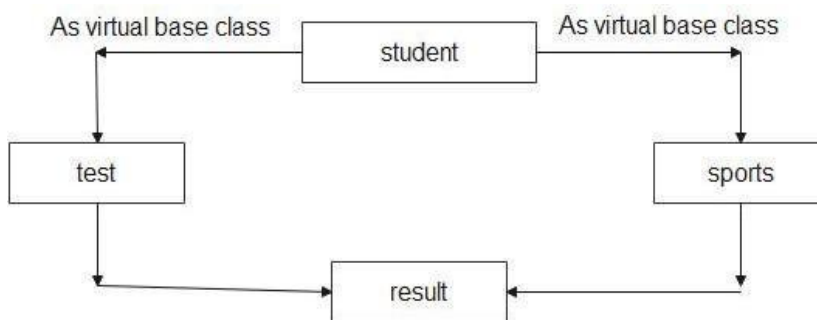 As virtual base class
As virtual base class
student
test
sports
result